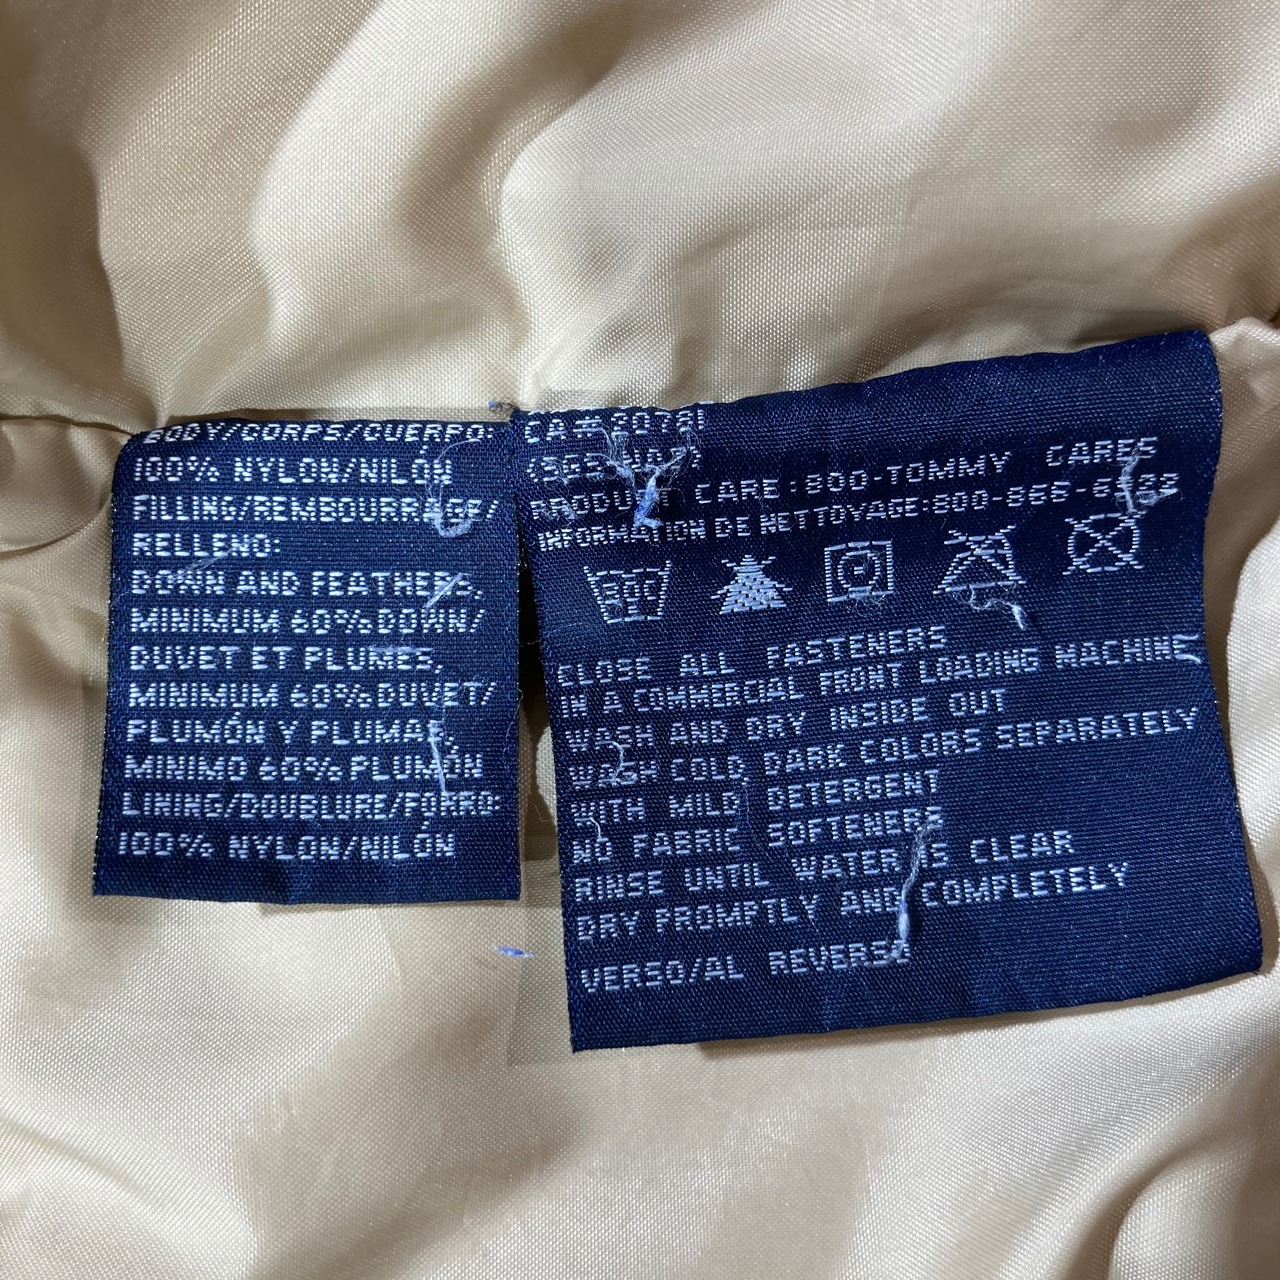 BODY/CORPS/CUERPO:
100% NYLON/NILÓN
FILLING/REMBOURRAGE/
RELLENO:
DOWN AND FEATHERS,
MINIMUM 60% DOWN/
DUVET ET PLUMES,
MINIMUM 60% DUVET/
PLUMÓN Y PLUMAS,
MINIMO 60% PLUMÓN
LINING/DOUBLURE/FORRO:
100% NYLON/NILÓN
CA#
PRODUCT CARE:800-TOMMY CARES
INFORMATION DE NETTOYAGE:800-866-
30C
CLOSE ALL FASTENERS
IN A COMMERCIAL FRONT LOADING MACHINE
WASH AND DRY INSIDE OUT
WASH COLD DARK COLORS SEPARATELY
WITH MILD DETERGENT
NO FABRIC SOFTENERS
RINSE UNTIL WATER IS CLEAR
DRY PROMPTLY AND COMPLETELY
VERSO/AL REVERSO